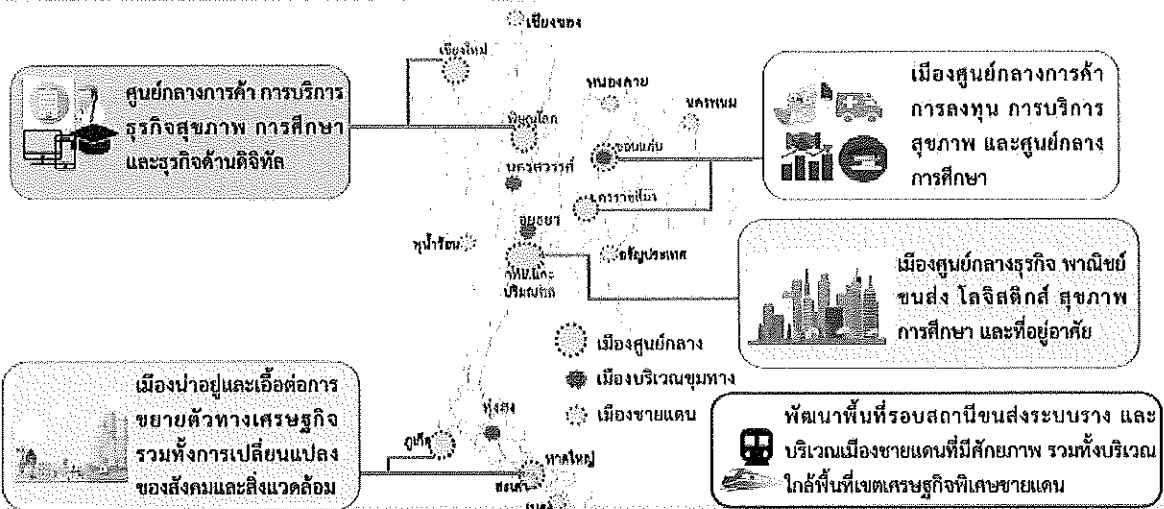 เชียงของ
เชียงใหม่
ศูนย์กลางการค้า การบริการ
ธุรกิจสุขภาพ การศึกษา
และธุรกิจด้านดิจิทัล
หนองคาย
นครพนม
พิษณุโลก
ขอนแก่น
นครสวรรค์
นครราชสีมา
เมืองศูนย์กลางการค้า
การลงทุน การบริการ
สุขภาพ และศูนย์กลาง
การศึกษา
อยุธยา
พุน้ำร้อน
อรัญประเทศ
กทม.และ
ปริมณฑล
เมืองศูนย์กลางธุรกิจ พาณิชย์
ขนส่ง โลจิสติกส์ สุขภาพ
การศึกษา และที่อยู่อาศัย
เมืองศูนย์กลาง
เมืองบริเวณชุมทาง
เมืองชายแดน
เมืองน่าอยู่และเอื้อต่อการ
ขยายตัวทางเศรษฐกิจ
รวมทั้งการเปลี่ยนแปลง
ของสังคมและสิ่งแวดล้อม
ทุ่งสง
ภูเก็ต
หาดใหญ่
สะเดา
เบตง
พัฒนาพื้นที่รอบสถานีขนส่งระบบราง และ
บริเวณเมืองชายแดนที่มีศักยภาพ รวมทั้งบริเวณ
ใกล้พื้นที่เขตเศรษฐกิจพิเศษชายแดน